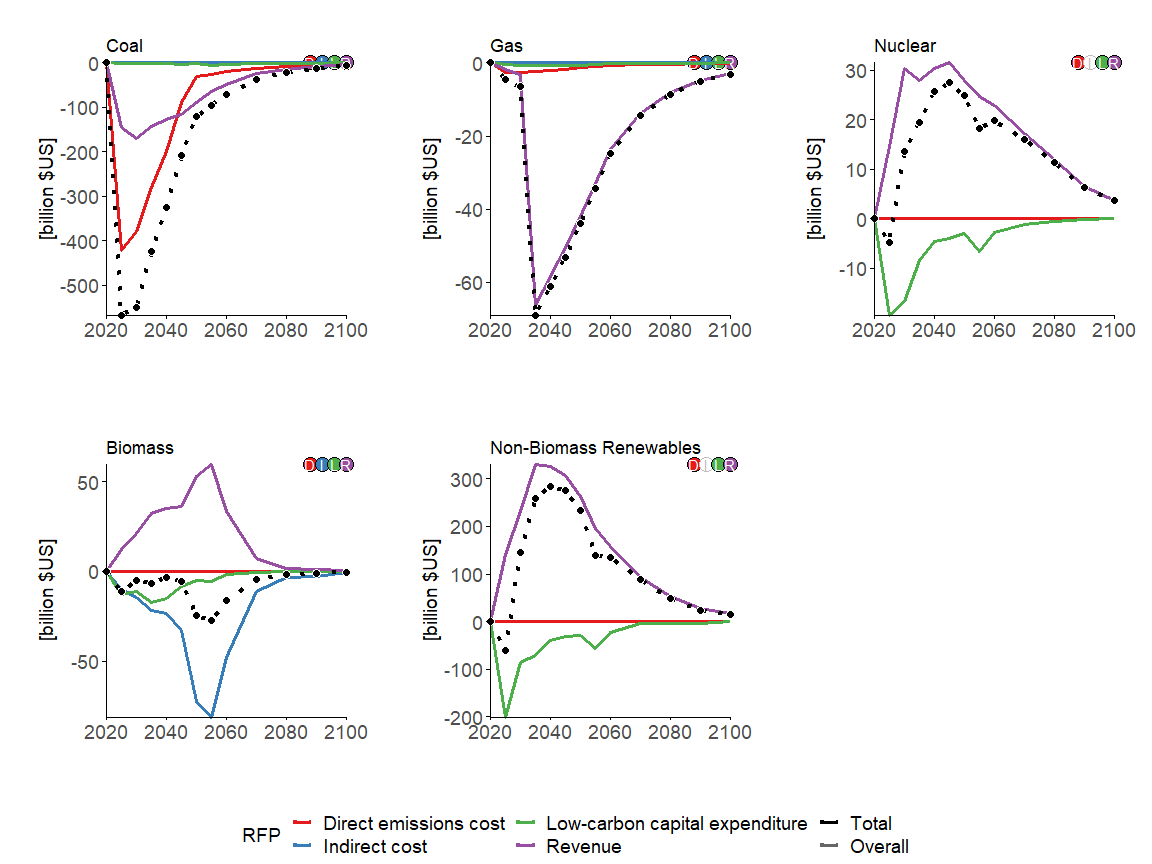 Coal
D I L R
0
-100
-200
-300
-400
-500
[billion $US]
2020 2040 2060 2080 2100
Gas
D I L R
0
-20
-40
-60
[billion $US]
2020 2040 2060 2080 2100
Nuclear
D I L R
30
20
10
0
-10
[billion $US]
2020 2040 2060 2080 2100
Biomass
D I L R
50
0
-50
[billion $US]
2020 2040 2060 2080 2100
Non-Biomass Renewables
D I L R
300
200
100
0
-100
-200
[billion $US]
2020 2040 2060 2080 2100
RFP
Direct emissions cost Low-carbon capital expenditure Total
Indirect cost Revenue Overall